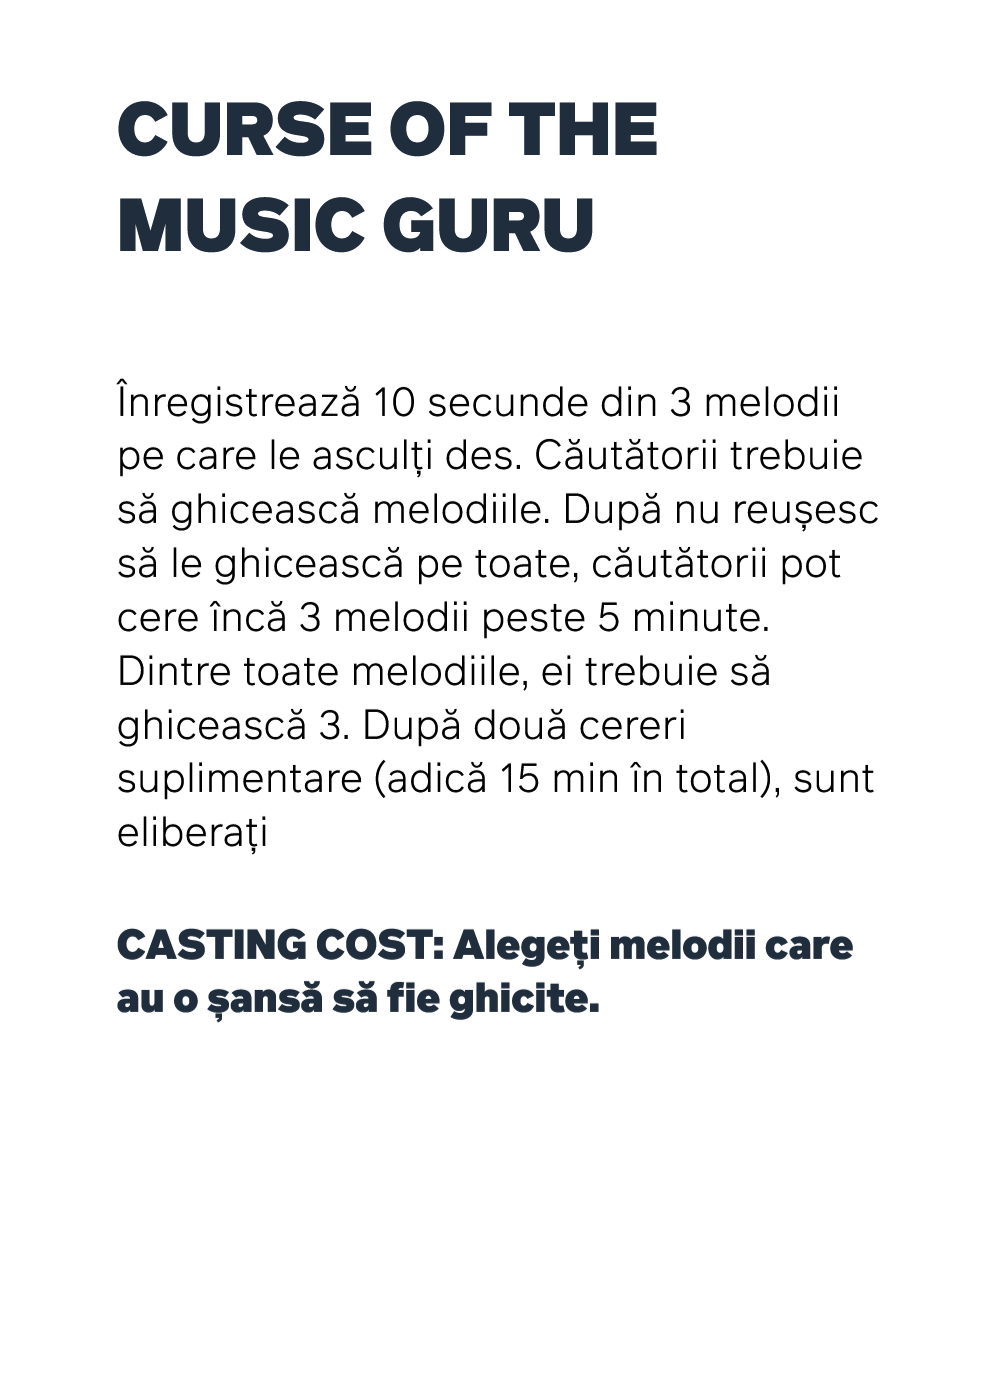 CURSE OF THE
MUSIC GURU
Înregistrează 10 secunde din 3 melodii
pe care le asculți des. Căutătorii trebuie
să ghicească melodiile. După nu reușesc
să le ghicească pe toate, căutătorii pot
cere încă 3 melodii peste 5 minute.
Dintre toate melodiile, ei trebuie să
ghicească 3. După două cereri
suplimentare (adică 15 min în total), sunt
eliberați
CASTING COST: Alegeți melodii care
au o șansă să fie ghicite.